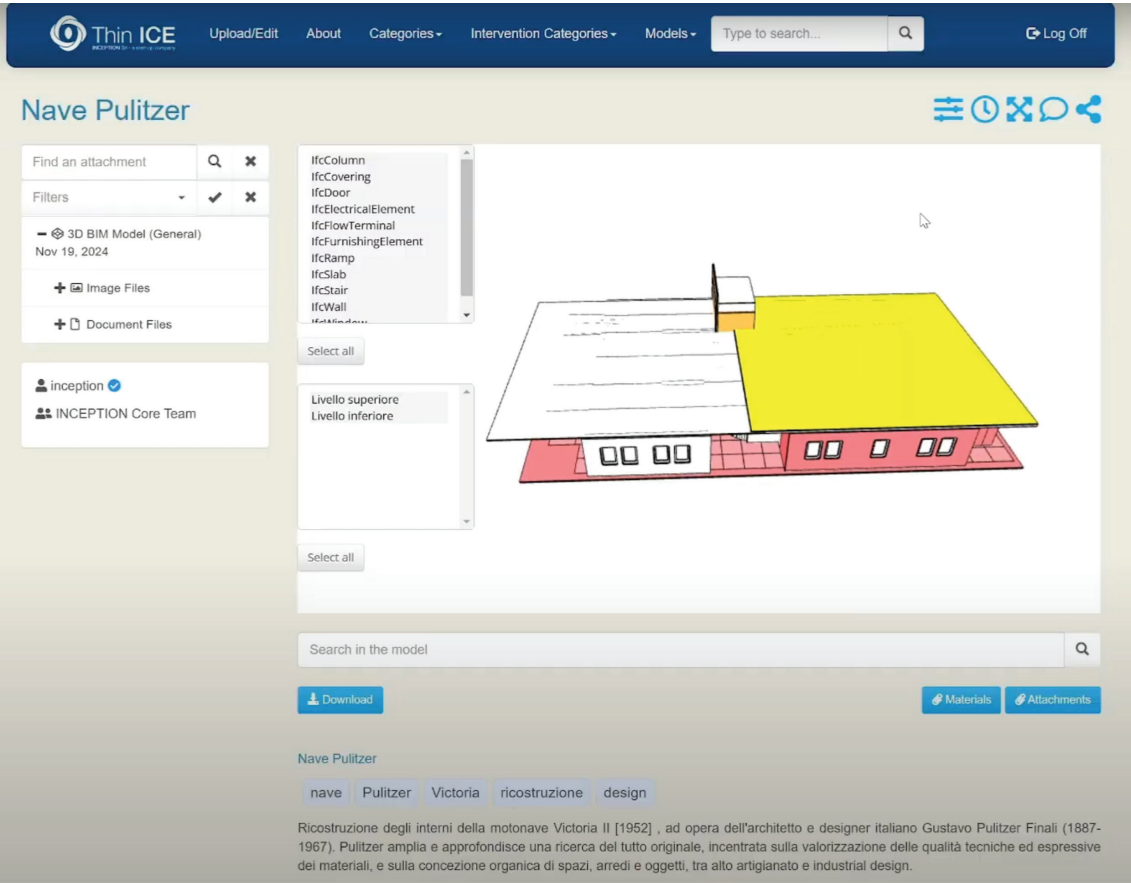 Thin ICE
Upload/Edit
About
Categories
Intervention Categories
Models
Type to search...
Log Off
Nave Pulitzer
Find an attachment
Filters
3D BIM Model (General)
Nov 19, 2024
Image Files
Document Files
inception
INCEPTION Core Team
IfcColumn
IfcCovering
IfcDoor
IfcElectricalElement
IfcFlowTerminal
IfcFurnishingElement
IfcRamp
IfcSlab
IfcStair
IfcWall
IfcWindow
Select all
Livello superiore
Livello inferiore
Select all
Search in the model
Download
Materials
Attachments
Nave Pulitzer
nave
Pulitzer
Victoria
ricostruzione
design
Ricostruzione degli interni della motonave Victoria II [1952] , ad opera dell'architetto e designer italiano Gustavo Pulitzer Finali (1887-
1967). Pulitzer amplia e approfondisce una ricerca del tutto originale, incentrata sulla valorizzazione delle qualità tecniche ed espressive
dei materiali, e sulla concezione organica di spazi, arredi e oggetti, tra alto artigianato e industrial design.